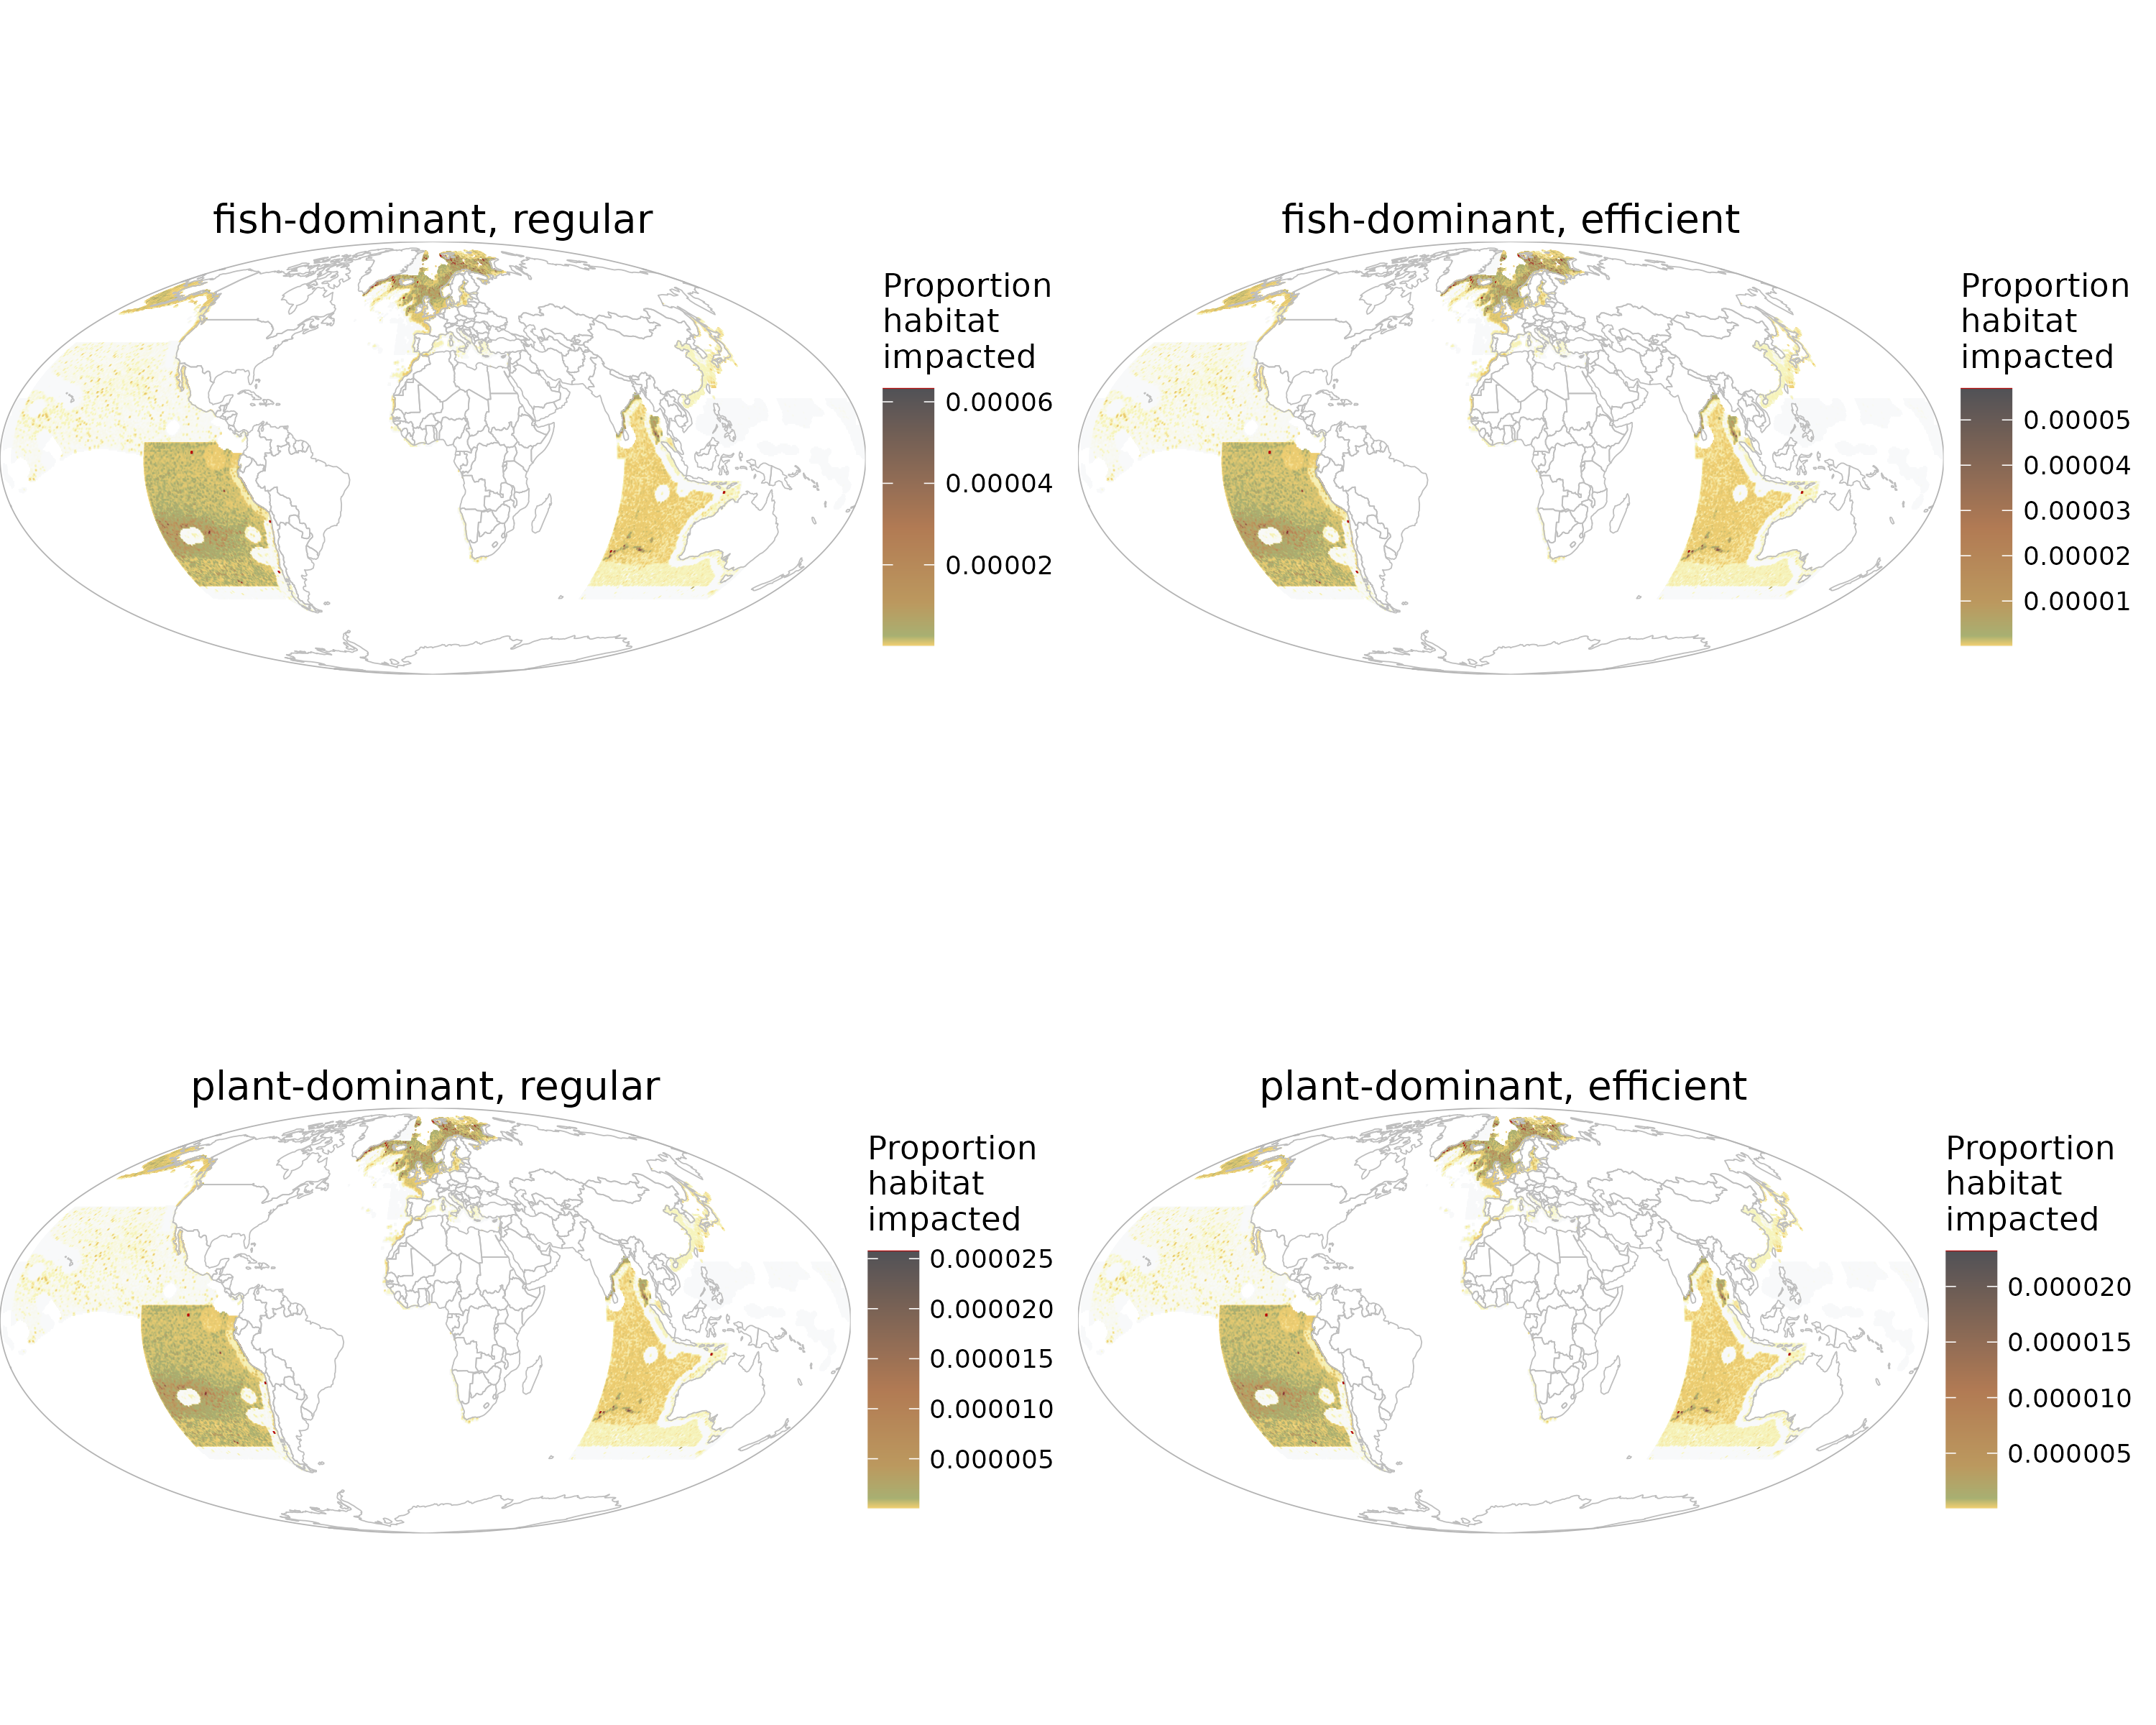 fish-dominant, regular
Proportion
habitat
impacted
0.00006
0.00004
0.00002
fish-dominant, efficient
Proportion
habitat
impacted
0.00005
0.00004
0.00003
0.00002
0.00001
plant-dominant, regular
Proportion
habitat
impacted
0.000025
0.000020
0.000015
0.000010
0.000005
plant-dominant, efficient
Proportion
habitat
impacted
0.000020
0.000015
0.000010
0.000005